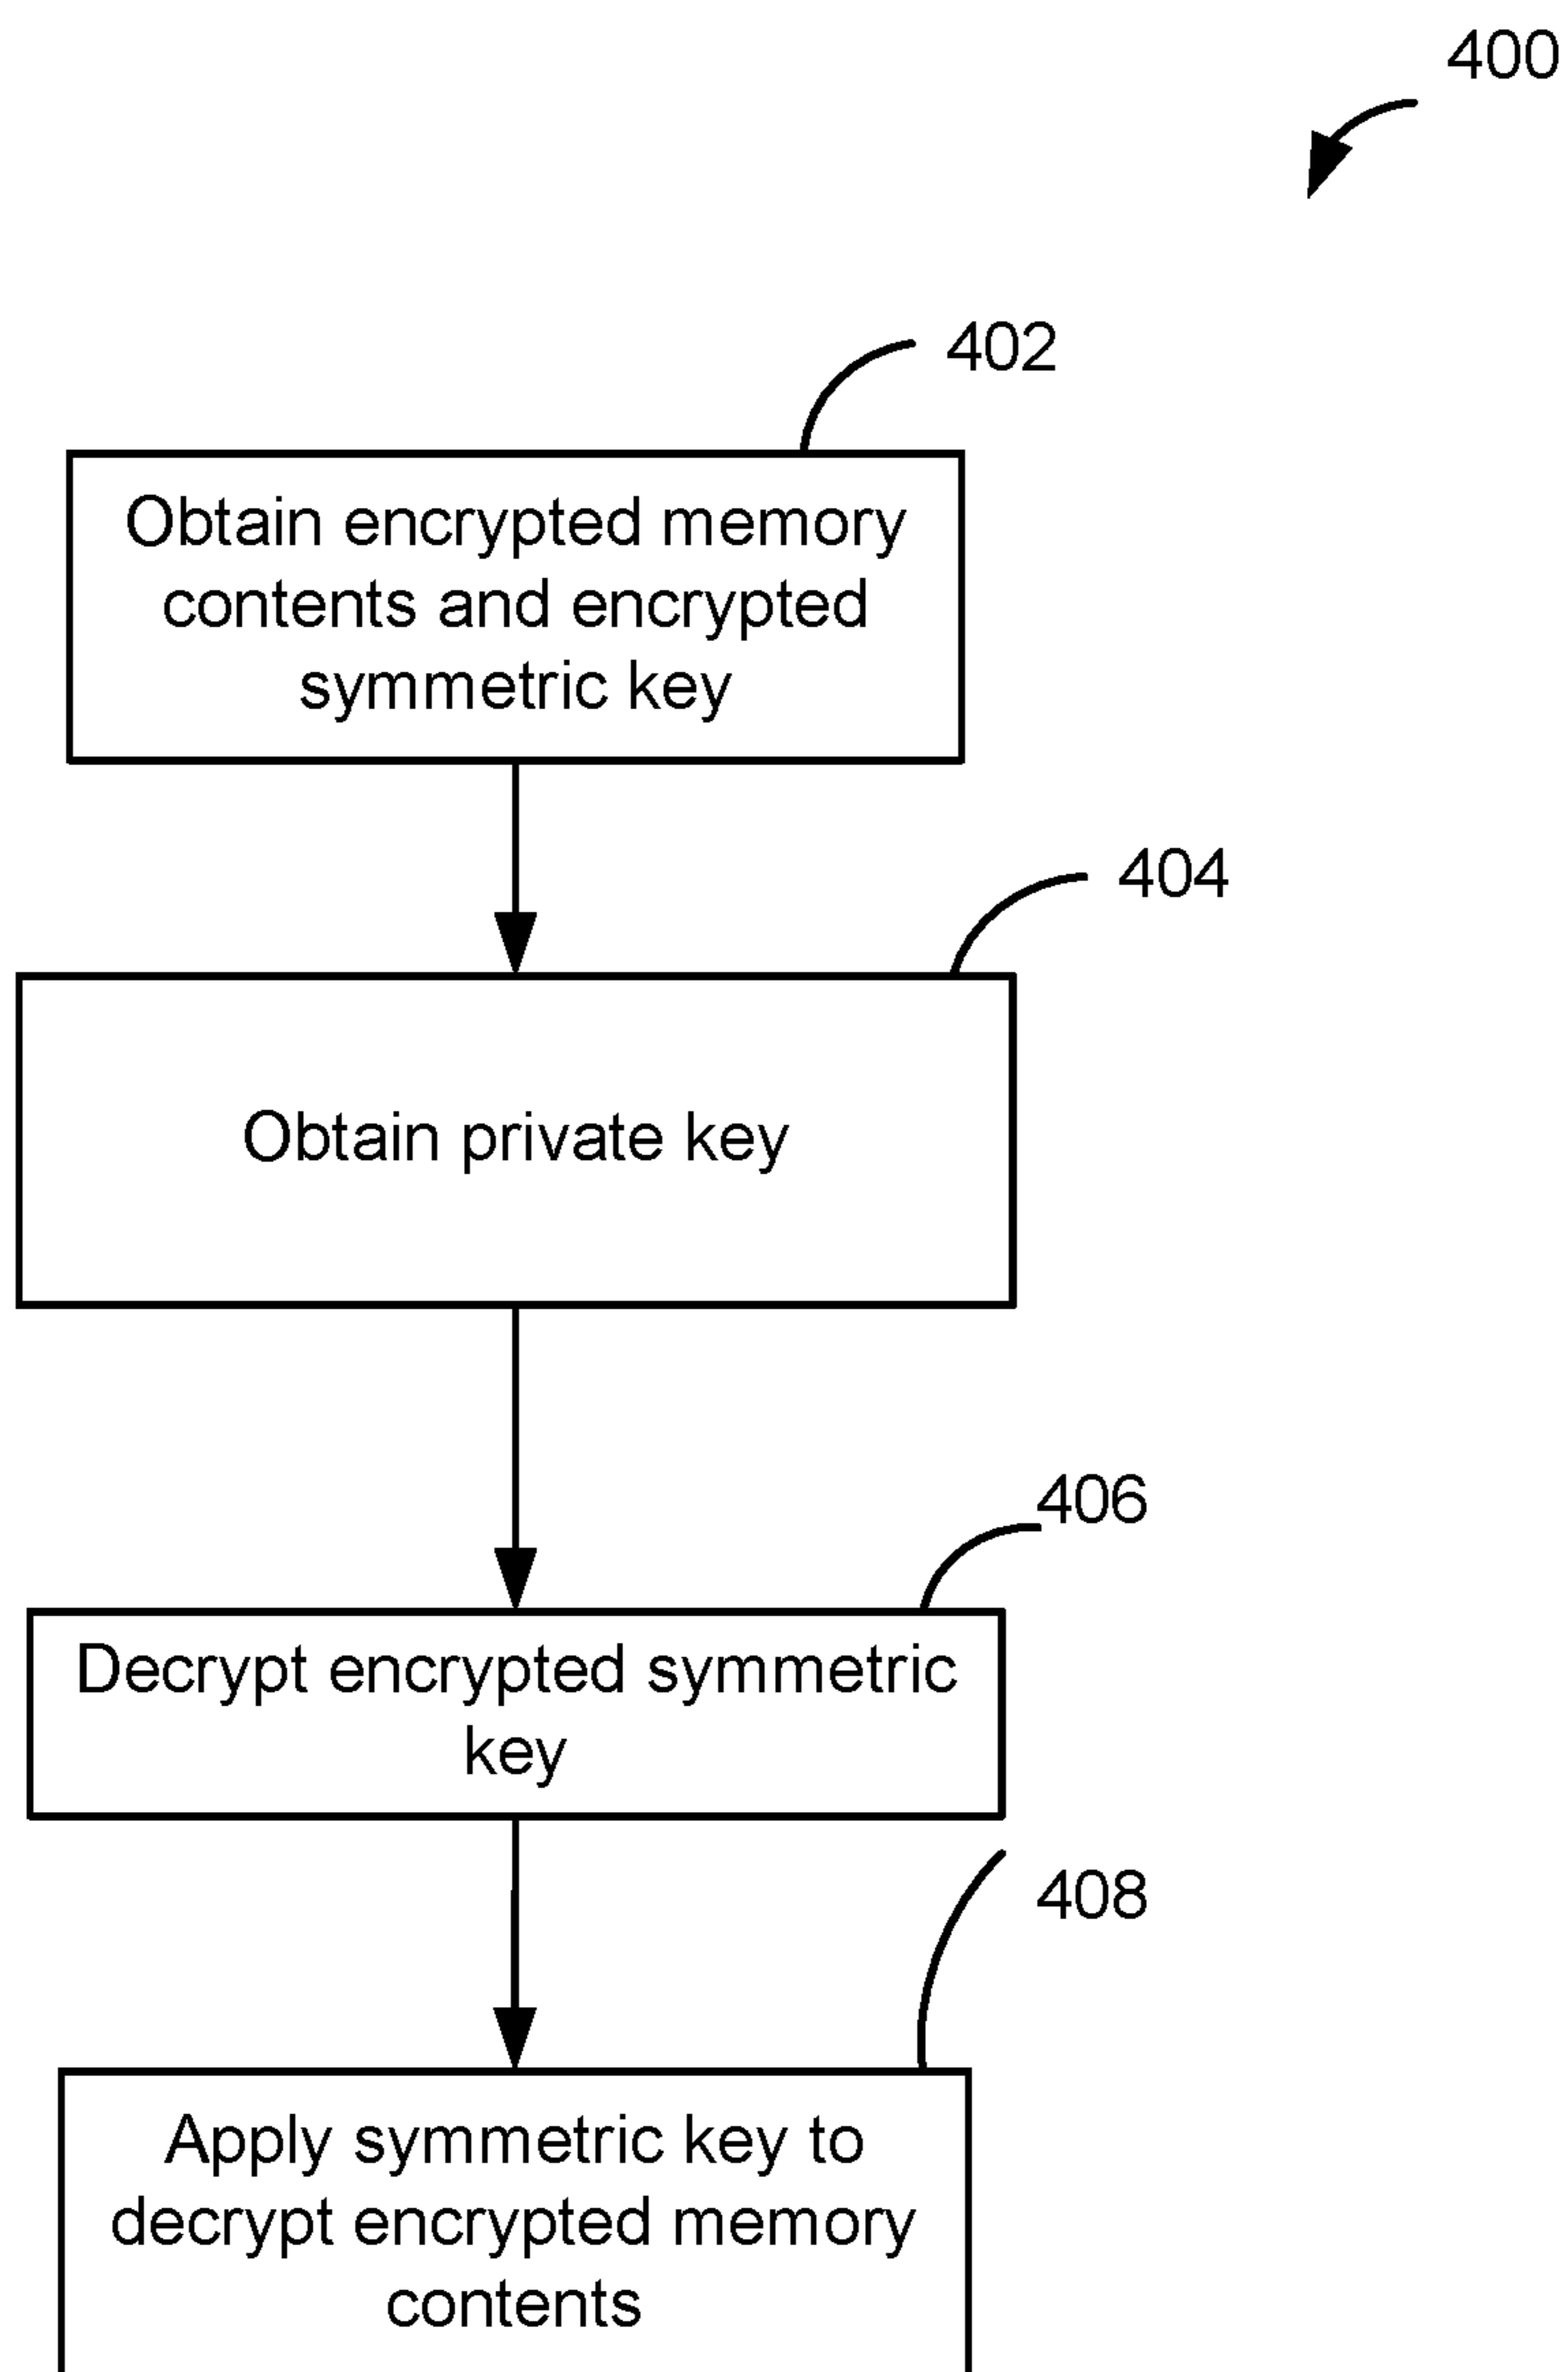 400
402
Obtain encrypted memory
contents and encrypted
symmetric key
404
Obtain private key
406
Decrypt encrypted symmetric
key
408
Apply symmetric key to
decrypt encrypted memory
contents